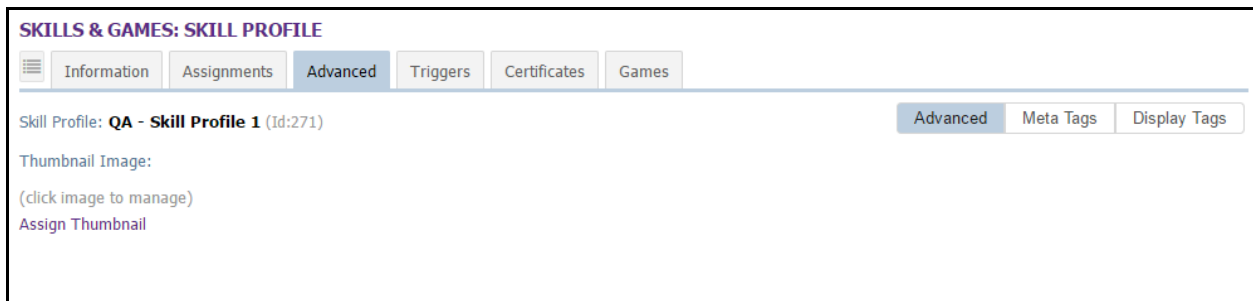 SKILLS & GAMES: SKILL PROFILE
Information Assignments Advanced Triggers Certificates Games
Skill Profile: QA - Skill Profile 1 (Id:271)
Advanced Meta Tags Display Tags
Thumbnail Image:
(click image to manage)
Assign Thumbnail